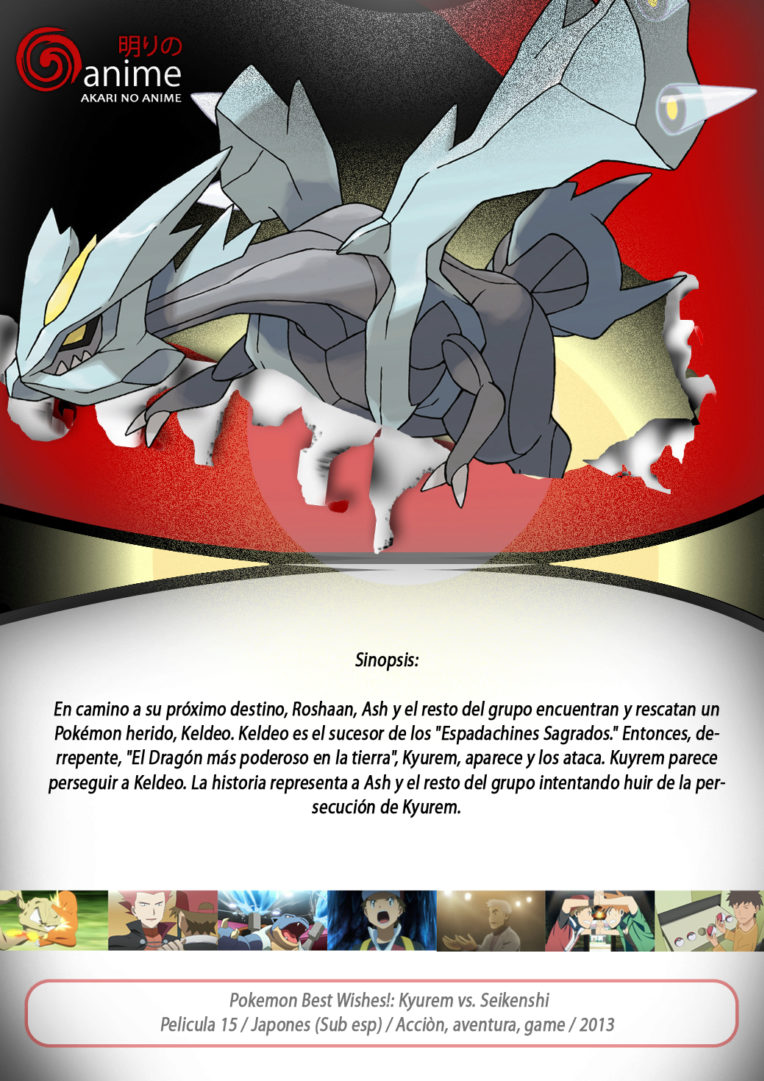 明りの
anime
AKARI NO ANIME
Sinopsis:
En camino a su próximo destino, Roshaan, Ash y el resto del grupo encuentran y rescatan un
Pokémon herido, Keldeo. Keldeo es el sucesor de los "Espadachines Sagrados." Entonces, de-
rrepente, "El Dragón más poderoso en la tierra", Kyurem, aparece y los ataca. Kuyrem parece
perseguir a Keldeo. La historia representa a Ash y el resto del grupo intentando huir de la per-
secución de Kyurem.
Pokemon Best Wishes!: Kyurem vs. Seikenshi
Pelicula 15 / Japones (Sub esp) / Acciòn, aventura, game / 2013